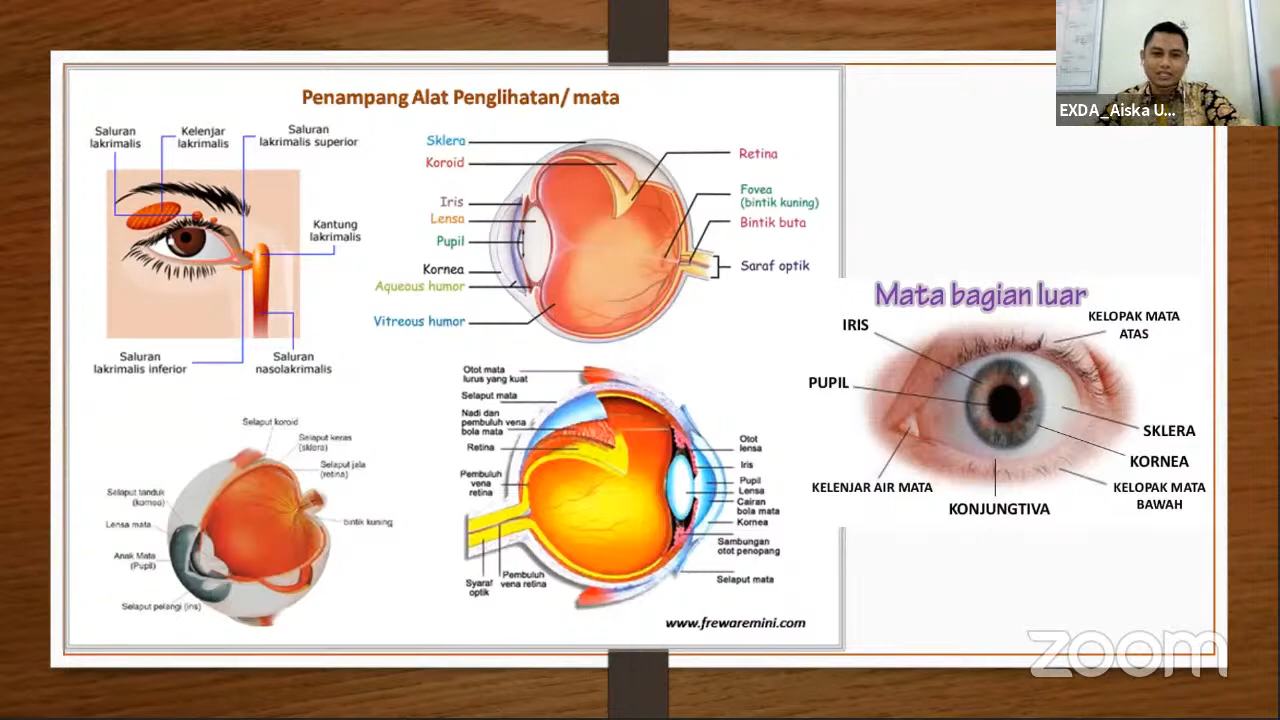 Penampang Alat Penglihatan/ mata
Saluran
lakrimalis
Kelenjar
lakrimalis
Saluran
lakrimalis superior
Kantung
lakrimalis
Saluran
lakrimalis inferior
Saluran
nasolakrimalis
Sklera
Koroid
Iris
Lensa
Pupil
Kornea
Aqueous humor
Vitreous humor
Retina
Fovea
(bintik kuning)
Bintik buta
Saraf optik
Selaput koroid
Selaput keras
(sklera)
Selaput jala
(retina)
Selaput tanduk
(kornea)
Lensa mata
Anak Mata
(Pupil)
Selaput pelangi (iris)
bintik kuning
Otot mata
lurus yang kuat
Selaput mata
Nadi dan
pembuluh vena
bola mata
Retina
Pembuluh
vena
retina
Syaraf
optik
Pembuluh
vena retina
Otot
lensa
Iris
Pupil
Lensa
Cairan
bola mata
Kornea
Sambungan
otot penopang
Selaput mata
www.frewaremini.com
Mata bagian luar
IRIS
PUPIL
KELENJAR AIR MATA
KONJUNGTIVA
KELOPAK MATA
ATAS
SKLERA
KORNEA
KELOPAK MATA
BAWAH
EXDA_Aiska U...
zoom